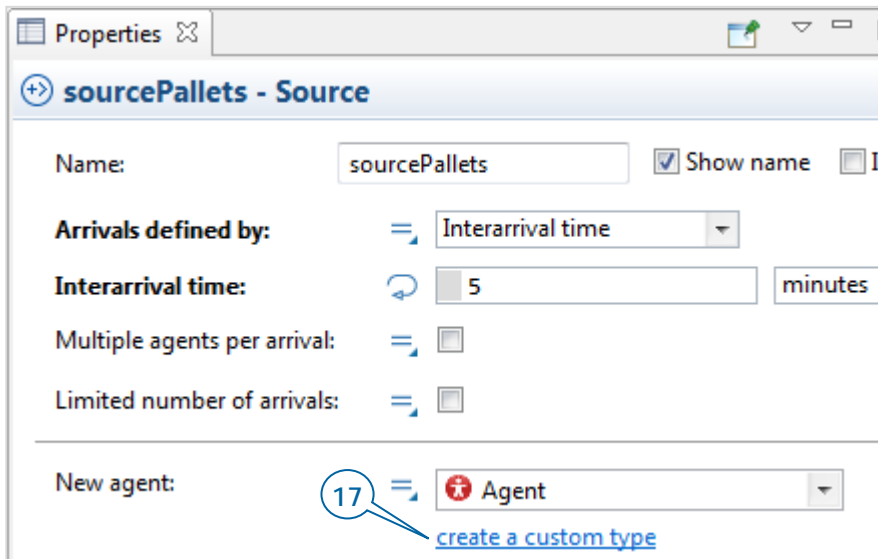 Properties
sourcePallets - Source
Name: sourcePallets Show name I
Arrivals defined by: Interarrival time
Interarrival time: 5 minutes
Multiple agents per arrival:
Limited number of arrivals:
New agent: Agent
17
create a custom type